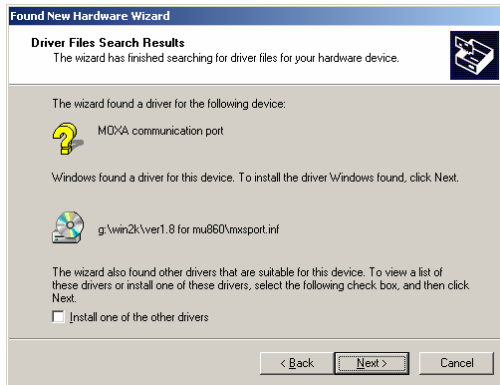 Found New Hardware Wizard
Driver Files Search Results
The wizard has finished searching for driver files for your hardware device.
The wizard found a driver for the following device:
MOXA communication port
Windows found a driver for this device. To install the driver Windows found, click Next.
g:\win2k\ver1.8 for mu860\mxsport.inf
The wizard also found other drivers that are suitable for this device. To view a list of
these drivers or install one of these drivers, select the following check box, and then click
Next.
Install one of the other drivers
< Back Next > Cancel